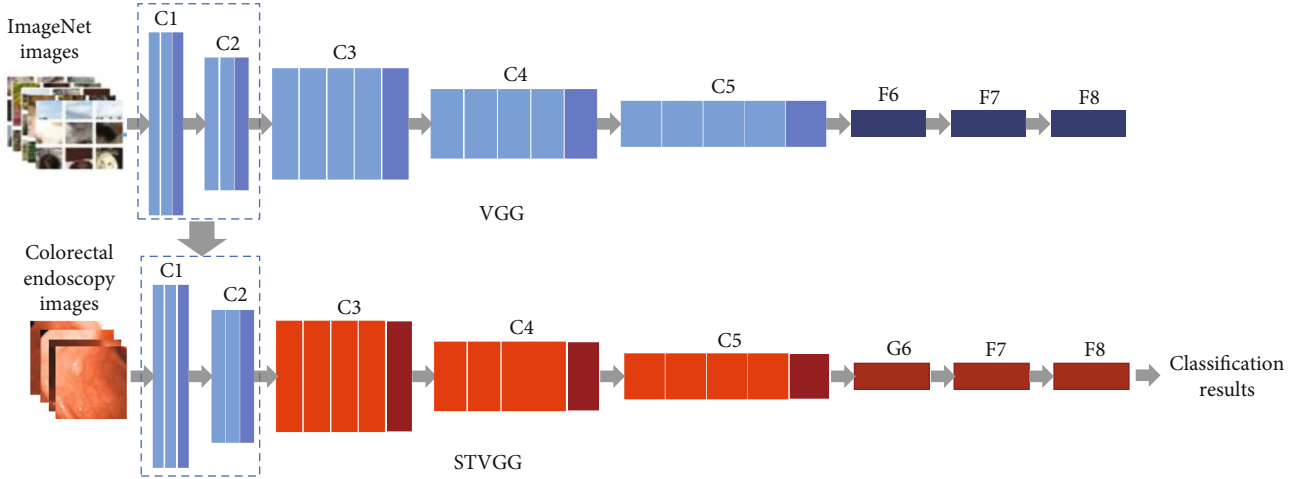 ImageNet
images
C1
C2
C3
C4
C5
F6
F7
F8
VGG
Colorectal
endoscopy
images
C1
C2
C3
C4
C5
G6
F7
F8
Classification
results
STVGG